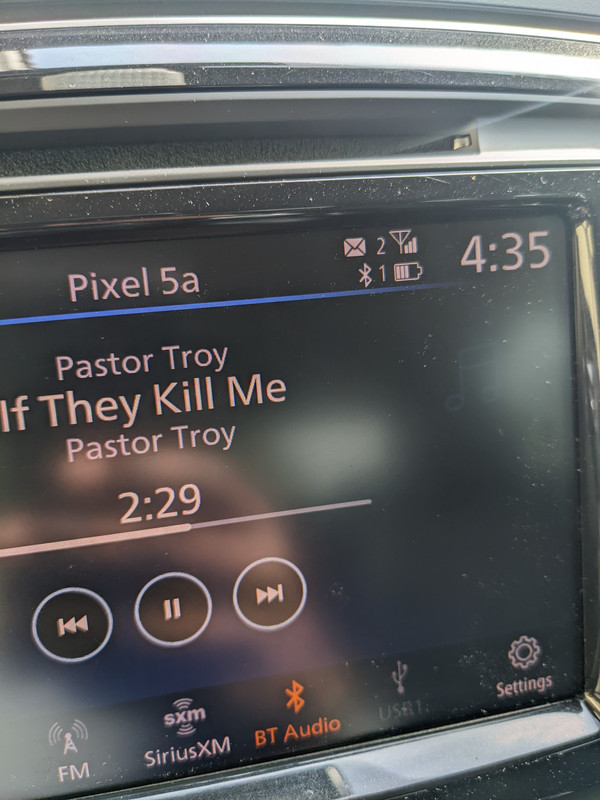 2
4:35
Pixel 5a
1
Pastor Troy
If They Kill Me
Pastor Troy
2:29
FM
sxm
SiriusXM
BT Audio
USB1
Settings